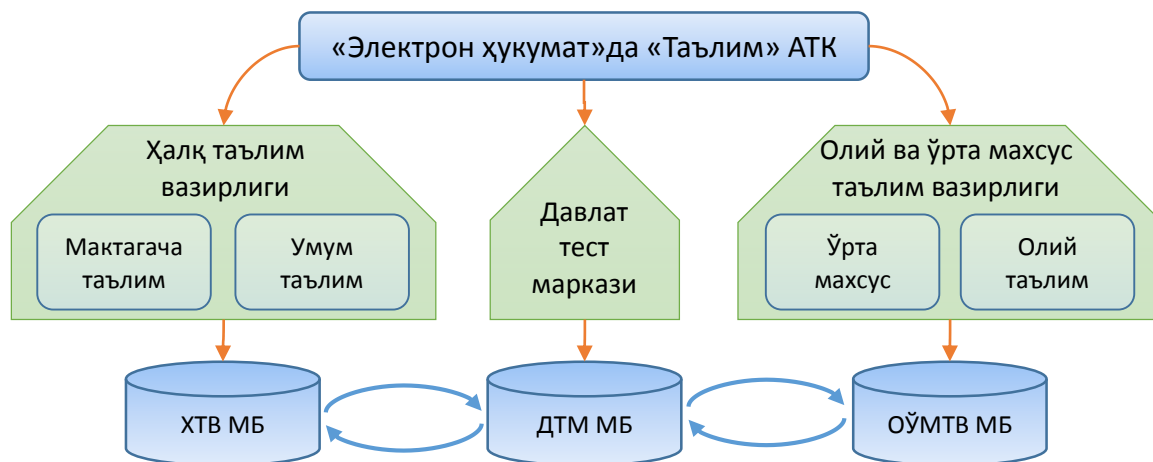 «Электрон ҳукумат»да «Таълим» АТК
Ҳалқ таълим
вазирлиги
Мактагача
таълим
Умум
таълим
Давлат
тест
маркази
Олий ва ўрта махсус
таълим вазирлиги
Ўрта
махсус
Олий
таълим
ХТВ МБ
ДТМ МБ
ОЎМТВ МБ